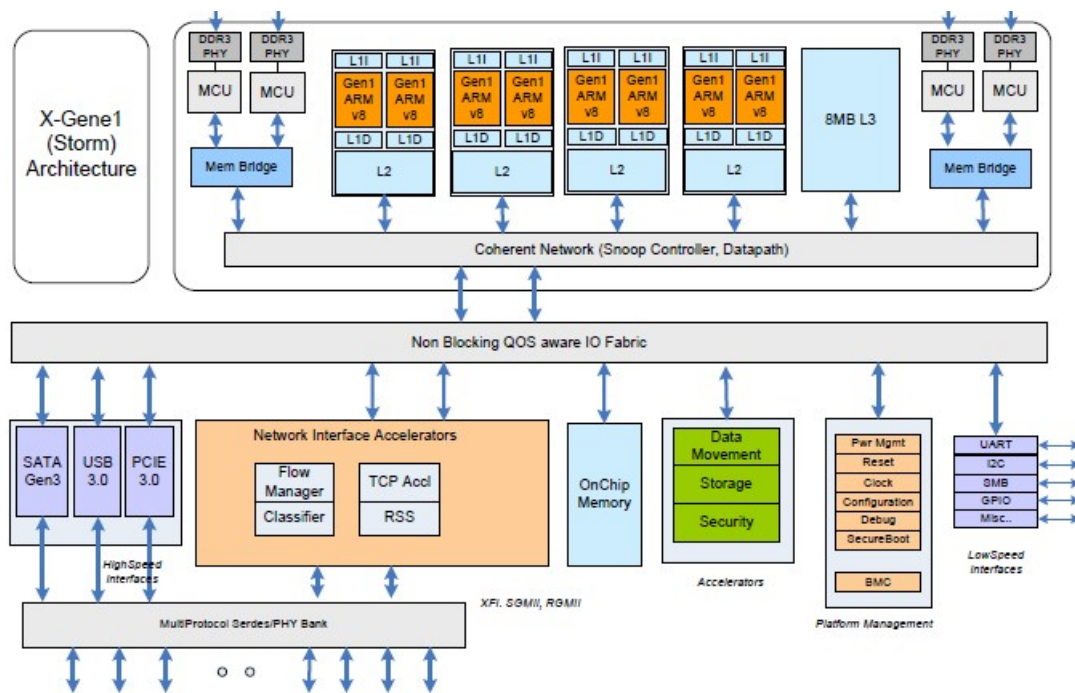 X-Gene1
(Storm)
Architecture
DDR3
PHY
DDR3
PHY
MCU
MCU
Mem Bridge
L1I
L1I
Gen1
ARM
v8
Gen1
ARM
v8
L1D
L1D
L2
L1I
L1I
Gen1
ARM
v8
Gen1
ARM
v8
L1D
L1D
L2
L1I
L1I
Gen1
ARM
v8
Gen1
ARM
v8
L1D
L1D
L2
L1I
L1I
Gen1
ARM
v8
Gen1
ARM
v8
L1D
L1D
L2
8MB L3
DDR3
PHY
DDR3
PHY
MCU
MCU
Mem Bridge
Coherent Network (Snoop Controller, Datapath)
Non Blocking QOS aware IO Fabric
SATA
Gen3
USB
3.0
PCIE
3.0
HighSpeed
Interfaces
Network Interface Accelerators
Flow
Manager
Classifier
TCP Accl
RSS
XFI. SGMII, RGMII
OnChip
Memory
Data
Movement
Storage
Security
Accelerators
Pwr Mgmt
Reset
Clock
Configuration
Debug
SecureBoot
BMC
Platform Management
UART
I2C
SMB
GPIO
Misc..
LowSpeed
Interfaces
MultiProtocol Serdes/PHY Bank